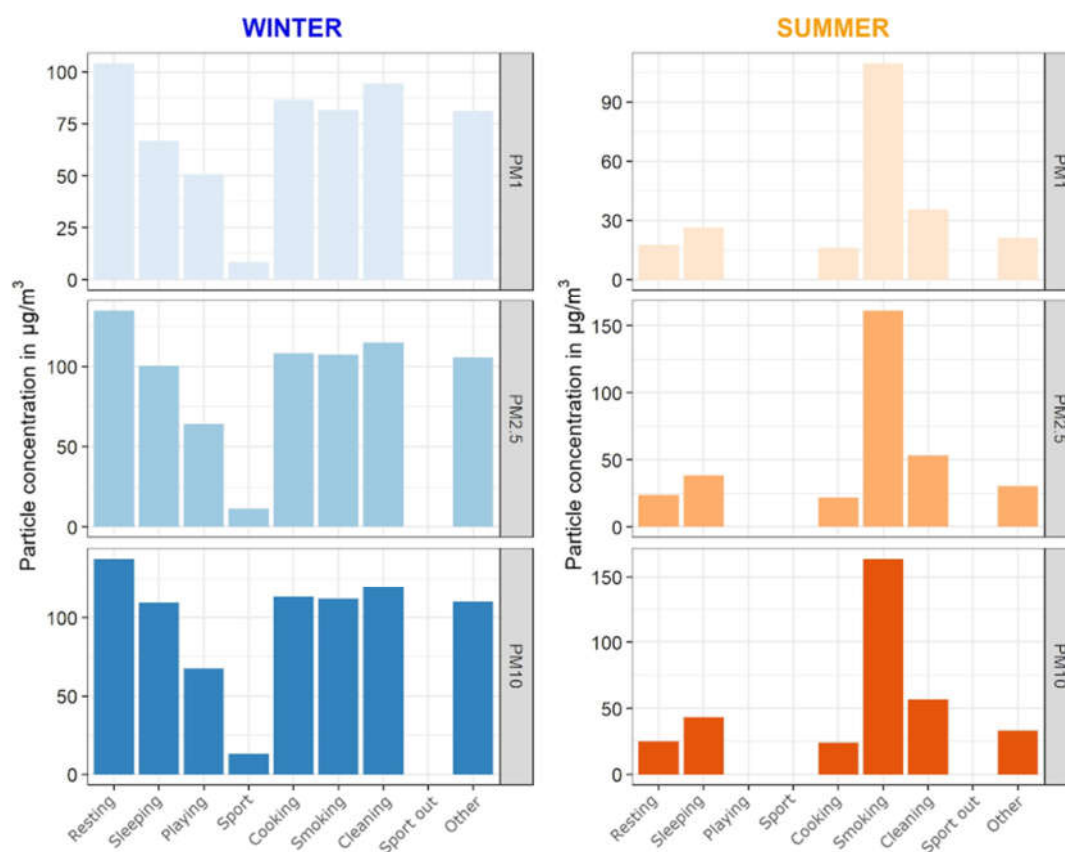 WINTER
SUMMER
Particle concentration in µg/m³
100
75
50
25
0
PM1
100
50
0
PM2.5
100
50
0
PM10
Resting
Sleeping
Playing
Sport
Cooking
Smoking
Cleaning
Sport out
Other
Particle concentration in µg/m³
90
60
30
0
PM1
150
100
50
0
PM2.5
150
100
50
0
PM10
Resting
Sleeping
Playing
Sport
Cooking
Smoking
Cleaning
Sport out
Other